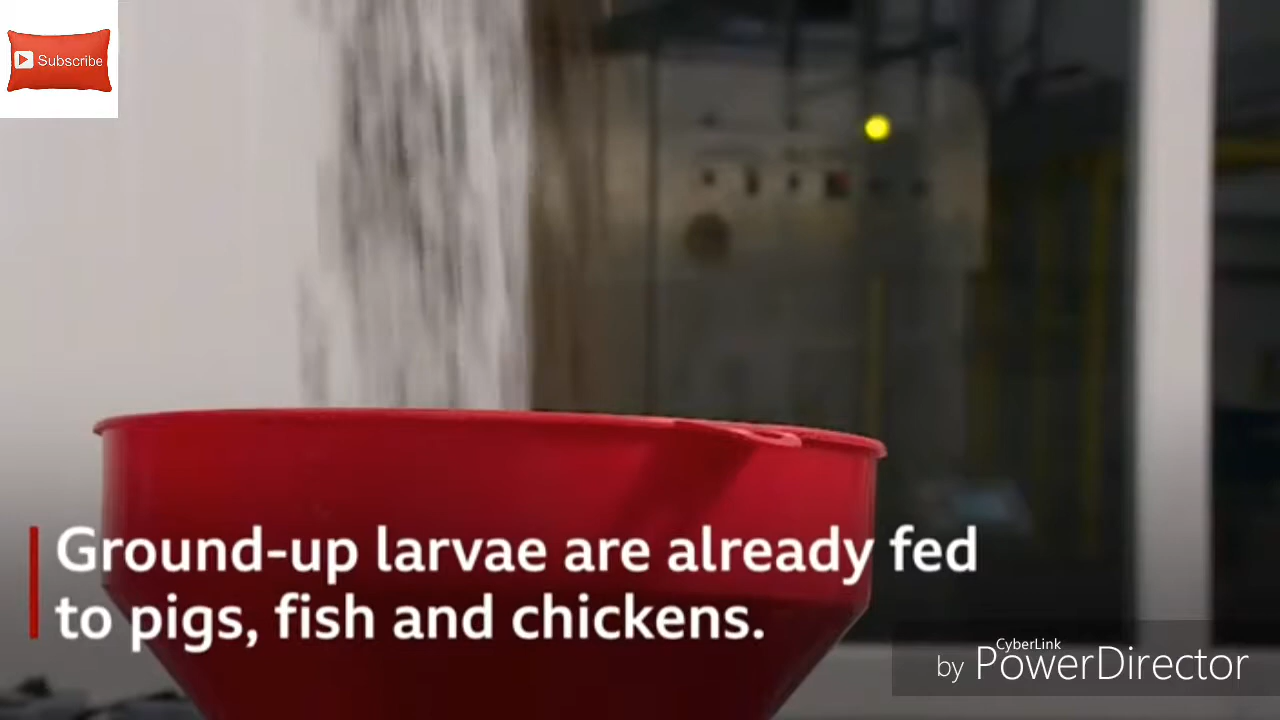 Subscribe
Ground-up larvae are already fed
to pigs, fish and chickens.
CyberLink
by PowerDirector